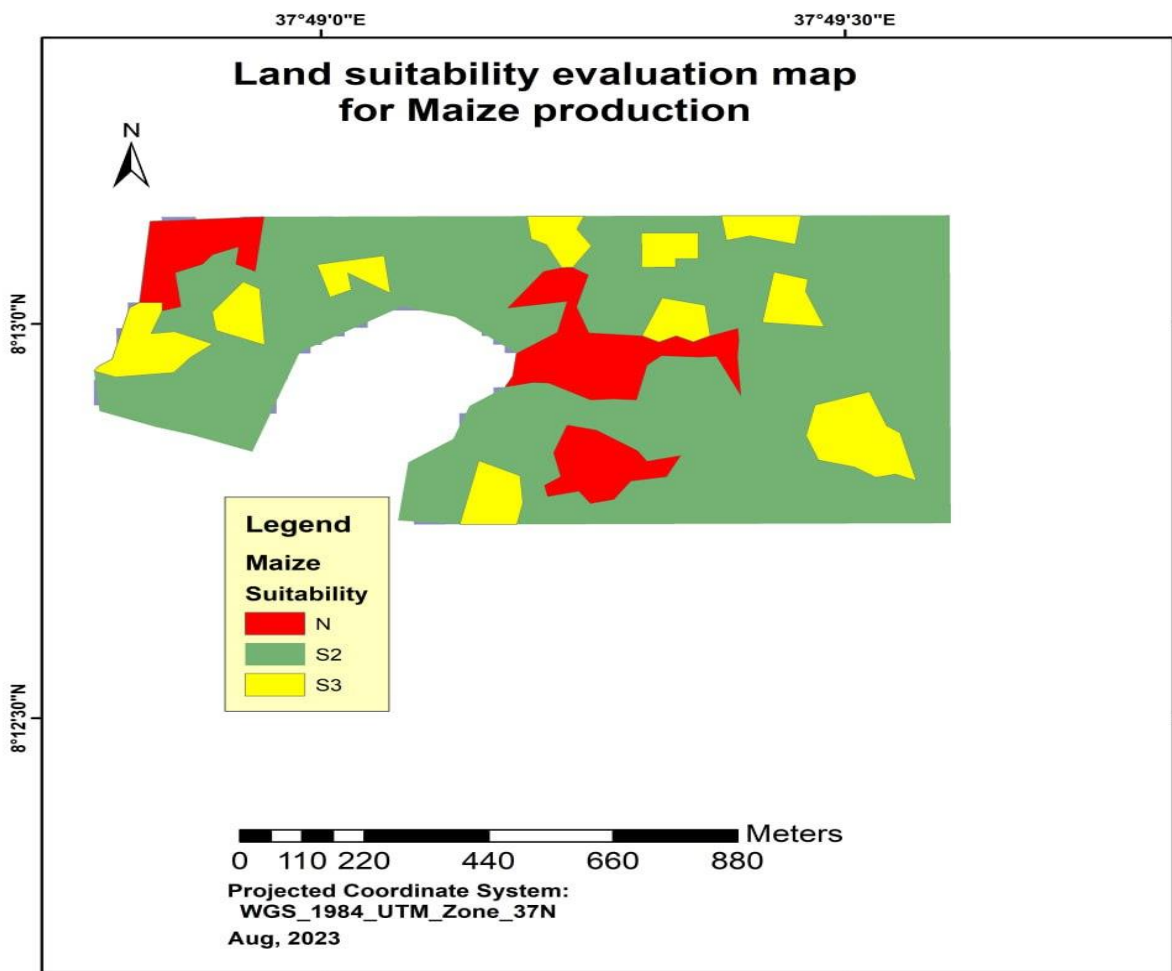 37°49'0"E
37°49'30"E
Land suitability evaluation map
for Maize production
N
8°13'0"N
Legend
Maize
Suitability
N
S2
S3
8°12'30"N
Meters
0 110 220 440 660 880
Projected Coordinate System:
WGS_1984_UTM_Zone_37N
Aug, 2023